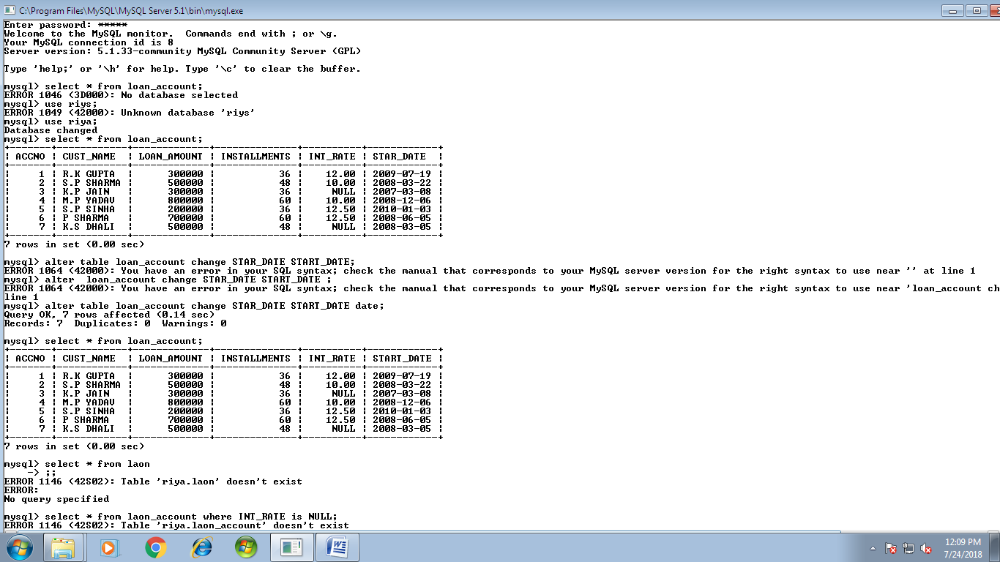 C:\Program Files\MySQL\MySQL Server 5.1\bin\mysql.exe
Enter password: *****
Welcome to the MySQL monitor.  Commands end with ; or \g.
Your MySQL connection id is 8
Server version: 5.1.33-community MySQL Community Server (GPL)
Type 'help;' or '\h' for help. Type '\c' to clear the buffer.
mysql> select * from loan_account;
ERROR 1046 (3D000): No database selected
mysql> use riys;
ERROR 1049 (42000): Unknown database 'riys'
mysql> use riya;
Database changed
mysql> select * from loan_account;
+-------+-----------+-------------+--------------+----------+------------+
| ACCNO | CUST_NAME | LOAN_AMOUNT | INSTALLMENTS | INT_RATE | STAR_DATE  |
+-------+-----------+-------------+--------------+----------+------------+
|     1 | R.K GUPTA  |      300000 |           36 |    12.00 | 2009-07-19 |
|     2 | S.P SHARMA |      500000 |           48 |    10.00 | 2008-03-22 |
|     3 | K.P JAIN   |      300000 |           36 |     NULL | 2007-03-08 |
|     4 | M.P YADAV  |      800000 |           60 |    10.00 | 2008-12-06 |
|     5 | S.P SINHA  |      200000 |           36 |    12.50 | 2010-01-03 |
|     6 | P SHARMA   |      700000 |           60 |    12.50 | 2008-06-05 |
|     7 | K.S DHALI  |      500000 |           48 |     NULL | 2008-03-05 |
+-------+-----------+-------------+--------------+----------+------------+
7 rows in set (0.00 sec)
mysql> alter table loan_account change STAR_DATE START_DATE;
ERROR 1064 (42000): You have an error in your SQL syntax; check the manual that corresponds to your MySQL server version for the right syntax to use near '' at line 1
mysql> alter  loan_account change STAR_DATE START_DATE ;
ERROR 1064 (42000): You have an error in your SQL syntax; check the manual that corresponds to your MySQL server version for the right syntax to use near 'loan_account ch
line 1
mysql> alter table loan_account change STAR_DATE START_DATE date;
Query OK, 7 rows affected (0.14 sec)
Records: 7  Duplicates: 0  Warnings: 0
mysql> select * from loan_account;
+-------+-----------+-------------+--------------+----------+------------+
| ACCNO | CUST_NAME | LOAN_AMOUNT | INSTALLMENTS | INT_RATE | START_DATE |
+-------+-----------+-------------+--------------+----------+------------+
|     1 | R.K GUPTA  |      300000 |           36 |    12.00 | 2009-07-19 |
|     2 | S.P SHARMA |      500000 |           48 |    10.00 | 2008-03-22 |
|     3 | K.P JAIN   |      300000 |           36 |     NULL | 2007-03-08 |
|     4 | M.P YADAV  |      800000 |           60 |    10.00 | 2008-12-06 |
|     5 | S.P SINHA  |      200000 |           36 |    12.50 | 2010-01-03 |
|     6 | P SHARMA   |      700000 |           60 |    12.50 | 2008-06-05 |
|     7 | K.S DHALI  |      500000 |           48 |     NULL | 2008-03-05 |
+-------+-----------+-------------+--------------+----------+------------+
7 rows in set (0.00 sec)
mysql> select * from laon
    -> ;;
ERROR 1146 (42S02): Table 'riya.laon' doesn't exist
ERROR:
No query specified
mysql> select * from laon_account where INT_RATE is NULL;
ERROR 1146 (42S02): Table 'riya.laon_account' doesn't exist
12:09 PM
7/24/2018